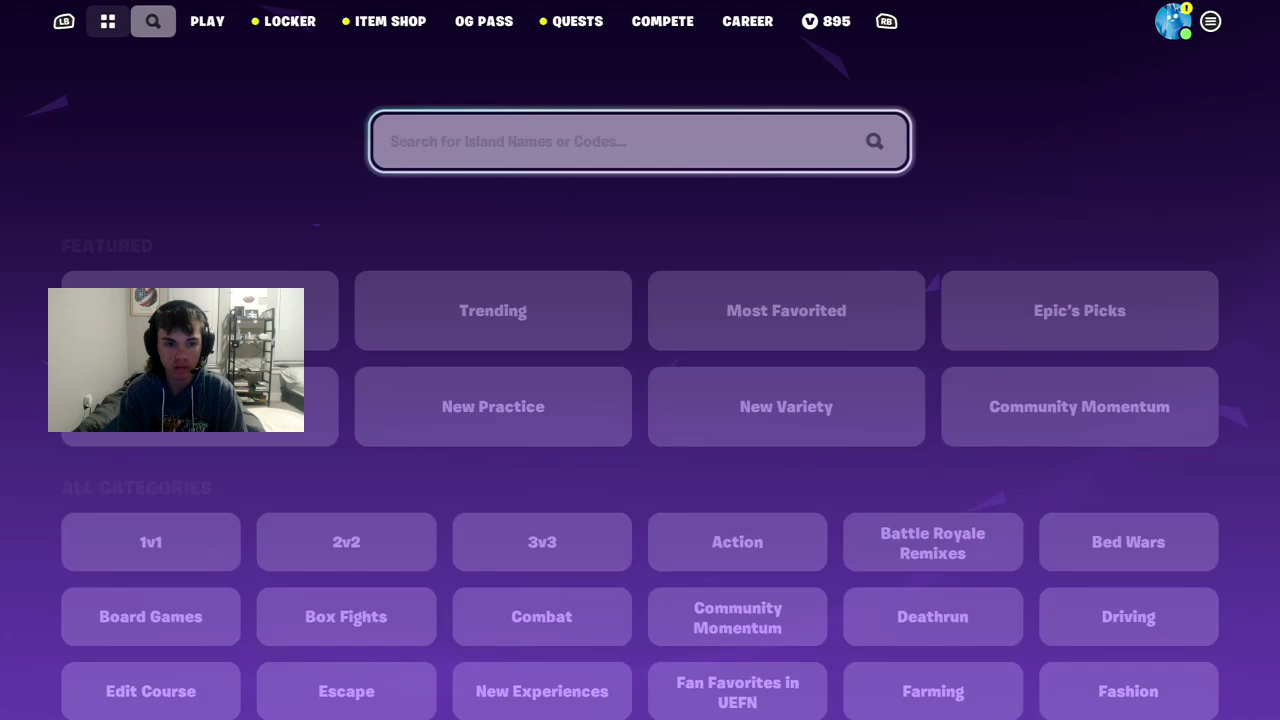 LB PLAY LOCKER ITEM SHOP OG PASS QUESTS COMPETE CAREER V 895 RB !
Search for Island Names or Codes...
FEATURED
Trending Most Favorited Epic's Picks
New Practice New Variety Community Momentum
ALL CATEGORIES
1v1 2v2 3v3 Action Battle Royale Remixes Bed Wars
Board Games Box Fights Combat Community Momentum Deathrun Driving
Edit Course Escape New Experiences Fan Favorites in UEFN Farming Fashion